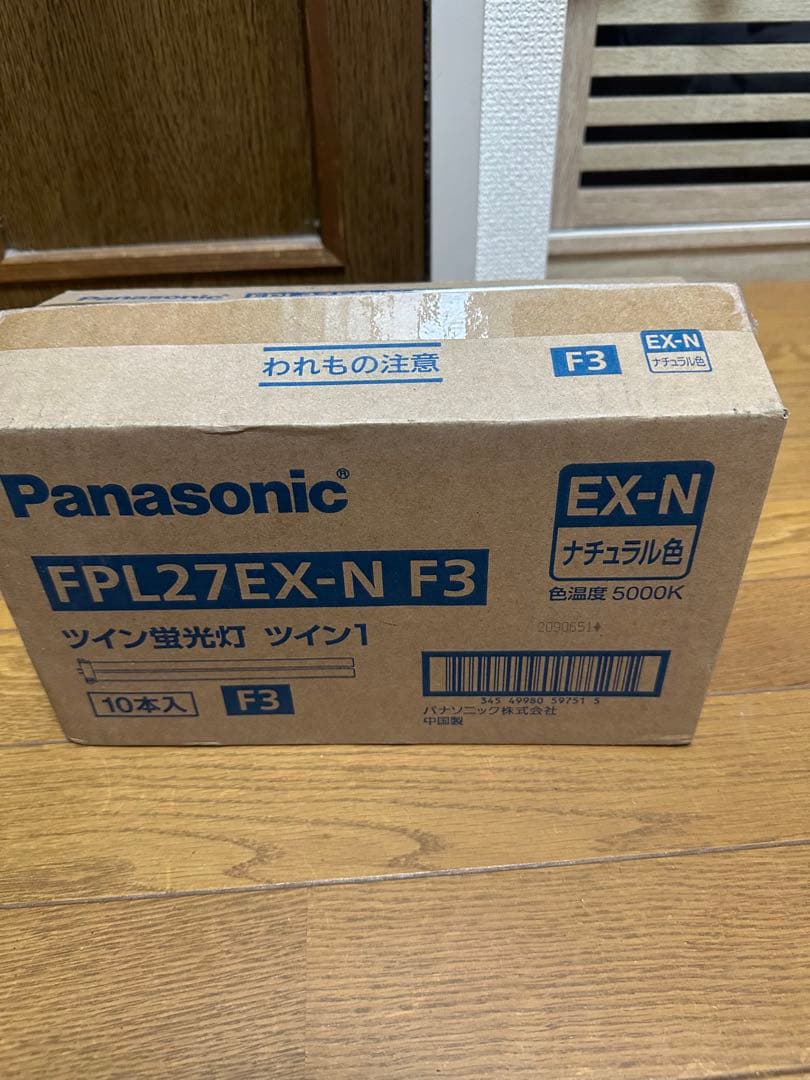 Panasonic
われもの注意
F3
EX-N
ナチュラル色
Panasonic®
EX-N
ナチュラル色
FPL27EX-N F3
色温度 5000K
ツイン蛍光灯 ツイン1
2090651♦
10本入
F3
345 49980 59751 5
パナソニック株式会社
中国製